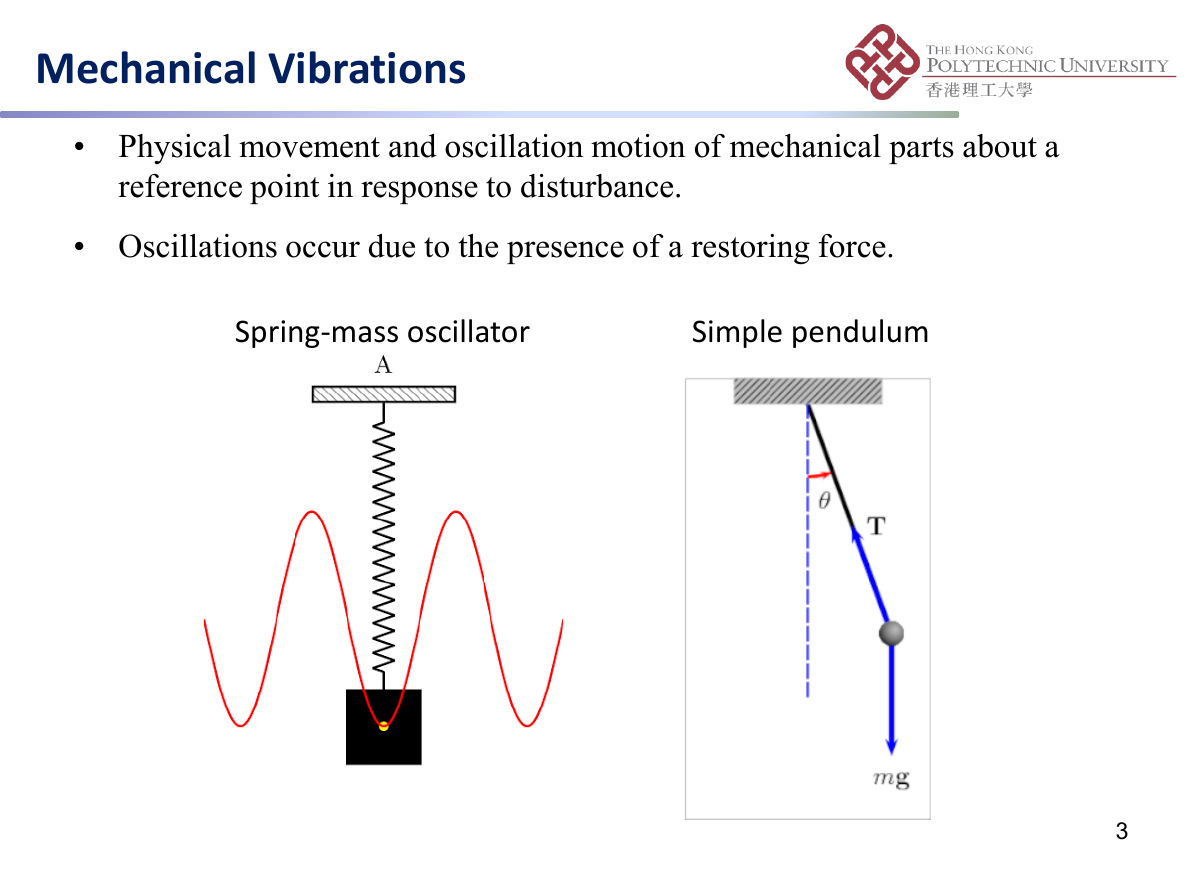 Mechanical Vibrations
THE HONG KONG
POLYTECHNIC UNIVERSITY
香港理工大學
• Physical movement and oscillation motion of mechanical parts about a
reference point in response to disturbance.
• Oscillations occur due to the presence of a restoring force.
Spring-mass oscillator
A
Simple pendulum
θ
T
mg
3